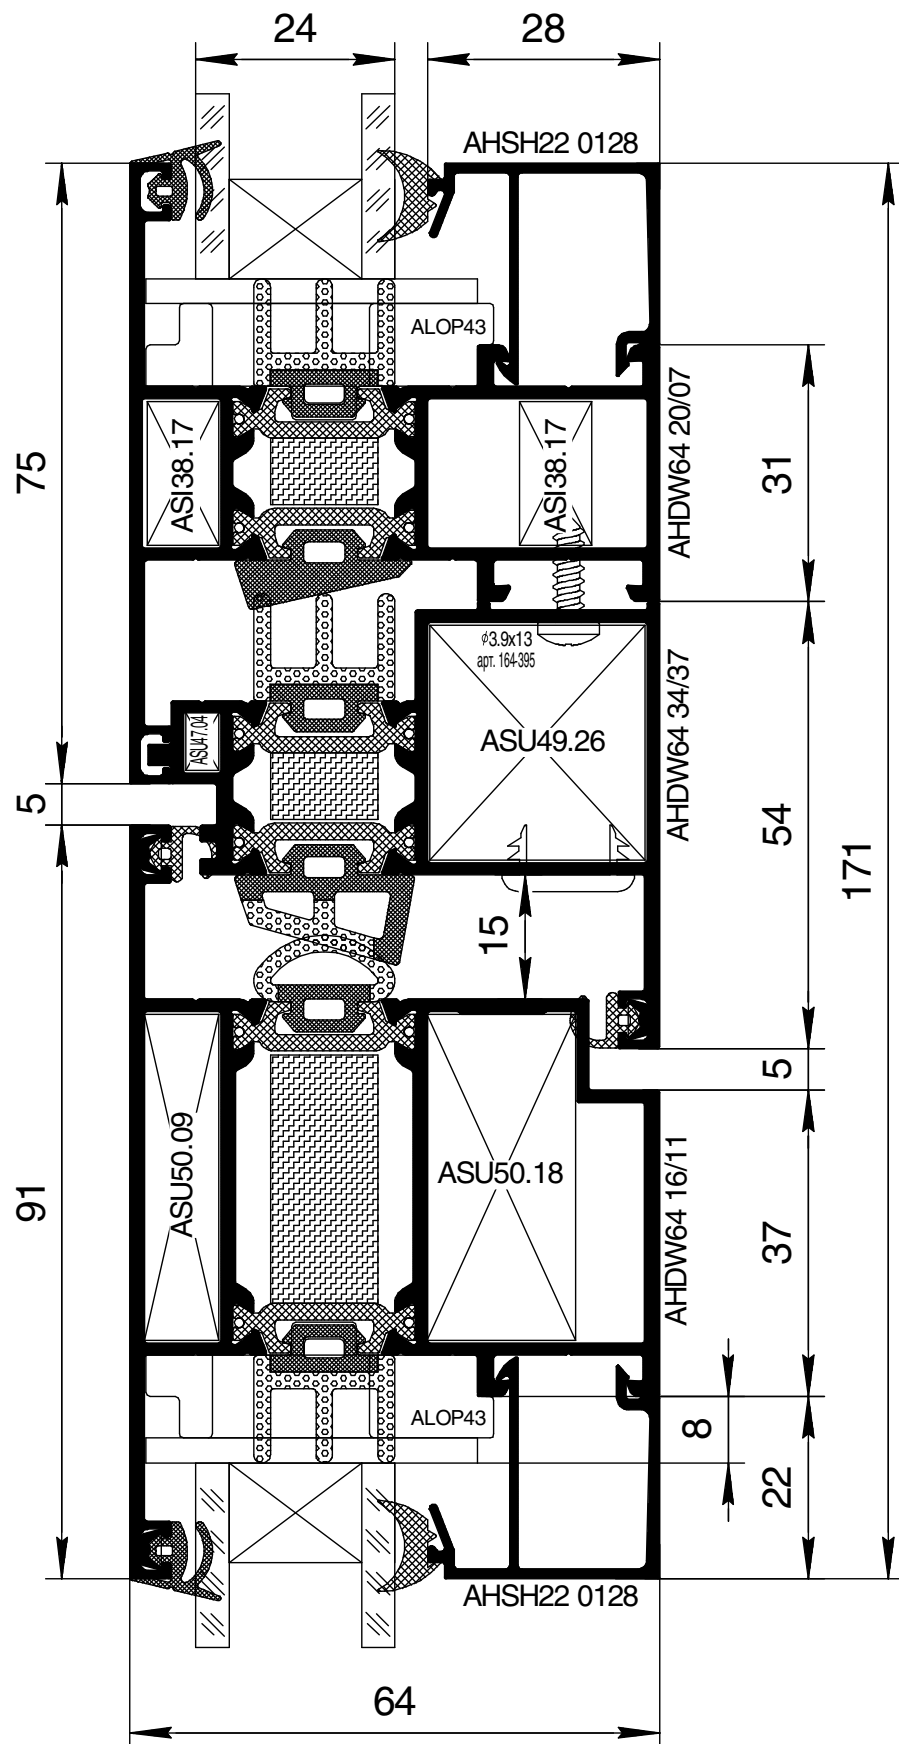 24
28
AHSH22 0128
ALOP43
75
ASI38.17
ASI38.17
AHDW64 20/07
31
ϕ3.9x13
арт. 164-395
ASU47.04
ASU49.26
AHDW64 34/37
5
54
171
15
5
91
ASU50.09
ASU50.18
AHDW64 16/11
37
ALOP43
8
22
AHSH22 0128
64